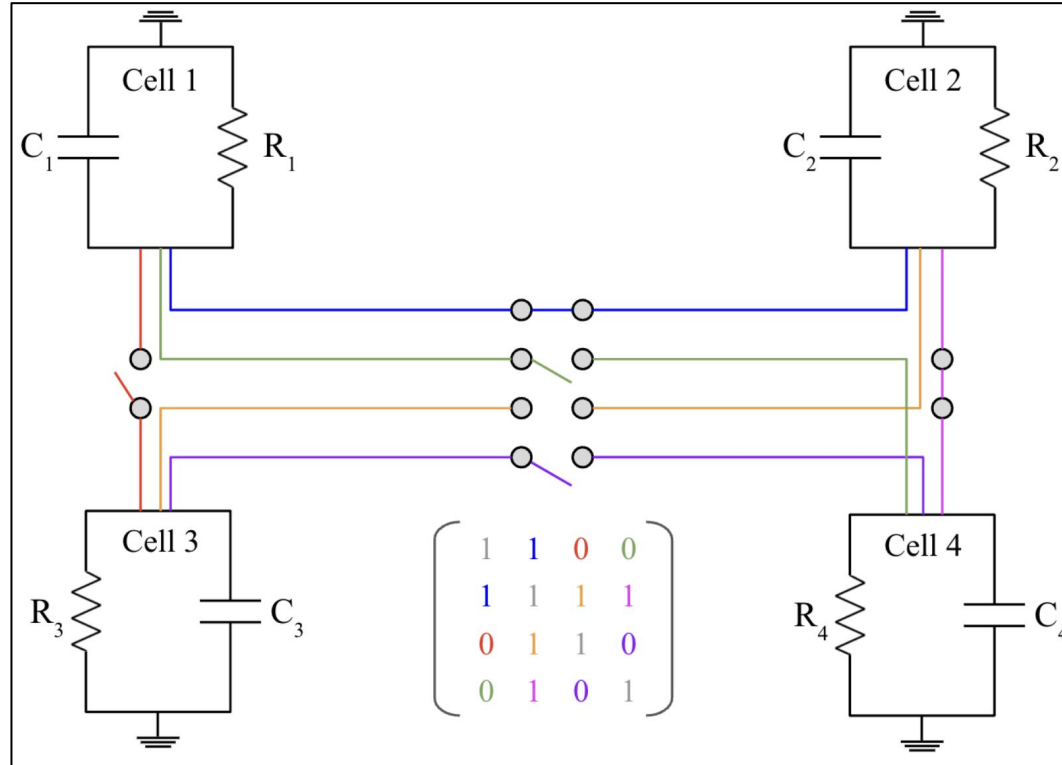 Cell 1
Cell 2
C₁
R₁
C₂
R₂
Cell 3
Cell 4
R₃
C₃
R₄
C₄
1 1 0 0
1 1 1 1
0 1 1 0
0 1 0 1